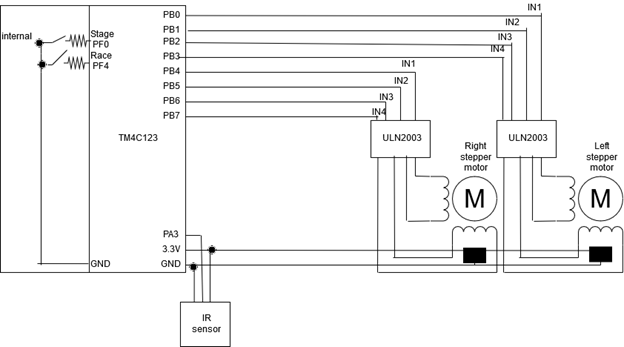 PB0
IN1
PB1
IN2
internal
Stage
PF0
PB2
IN3
Race
PF4
PB3
IN4
PB4
IN1
PB5
IN2
PB6
IN3
PB7
IN4
TM4C123
ULN2003
ULN2003
Right
stepper
motor
Left
stepper
motor
M
M
PA3
3.3V
GND
GND
IR
sensor